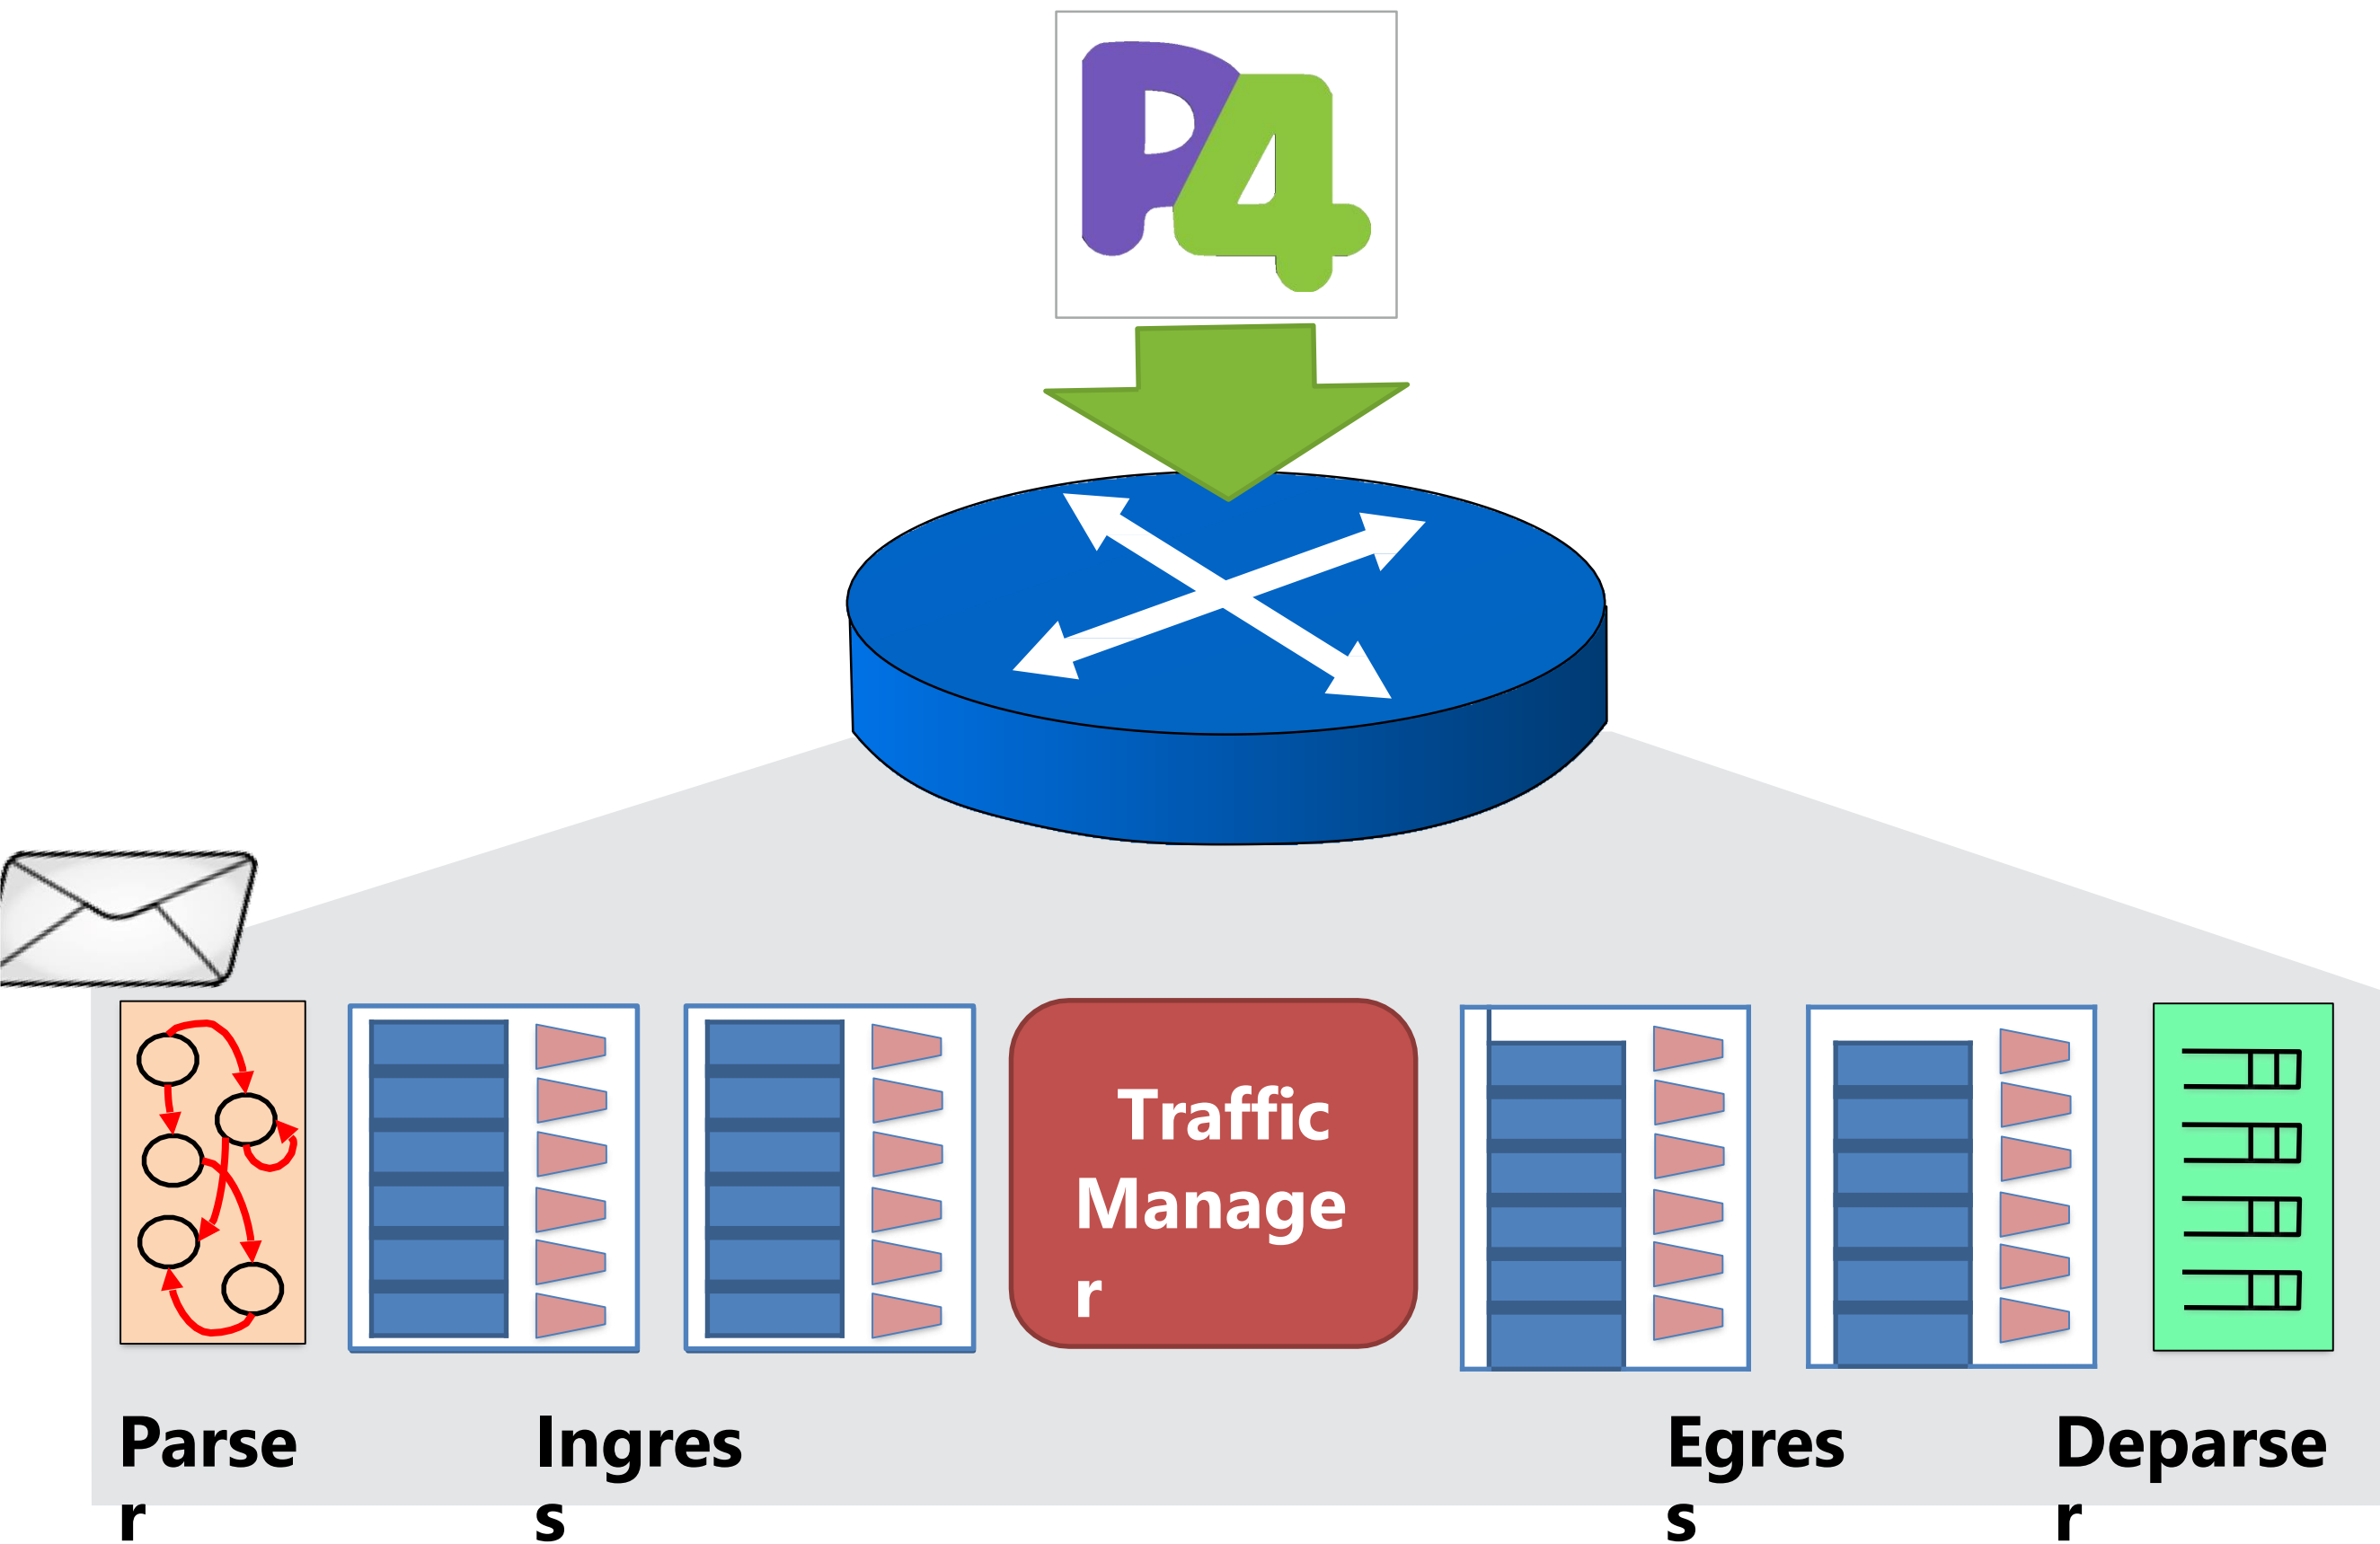 P4
Traffic
Manage
r
Parse
r
Ingres
s
Egres
s
Deparse
r